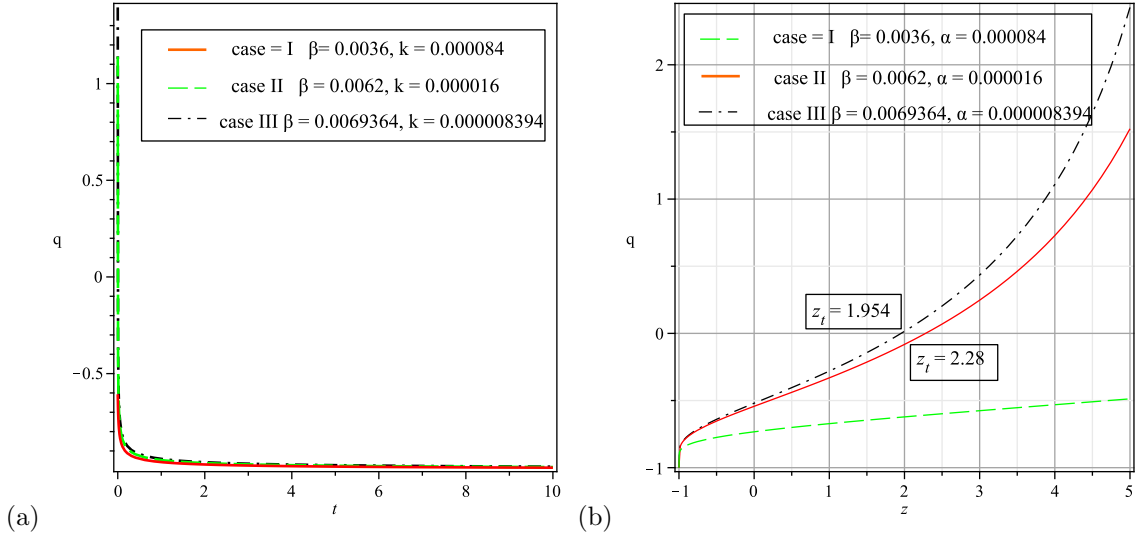 case = I β= 0.0036, k = 0.000084
case II β = 0.0062, k = 0.000016
case III β = 0.0069364, k = 0.000008394
1
0.5
q
0
−0.5
0 2 4 6 8 10
t
(a)
case = I β= 0.0036, α = 0.000084
case II β = 0.0062, α = 0.000016
case III β = 0.0069364, α = 0.000008394
2
1
q
z_t = 1.954
0
z_t = 2.28
−1
−1 0 1 2 3 4 5
z
(b)